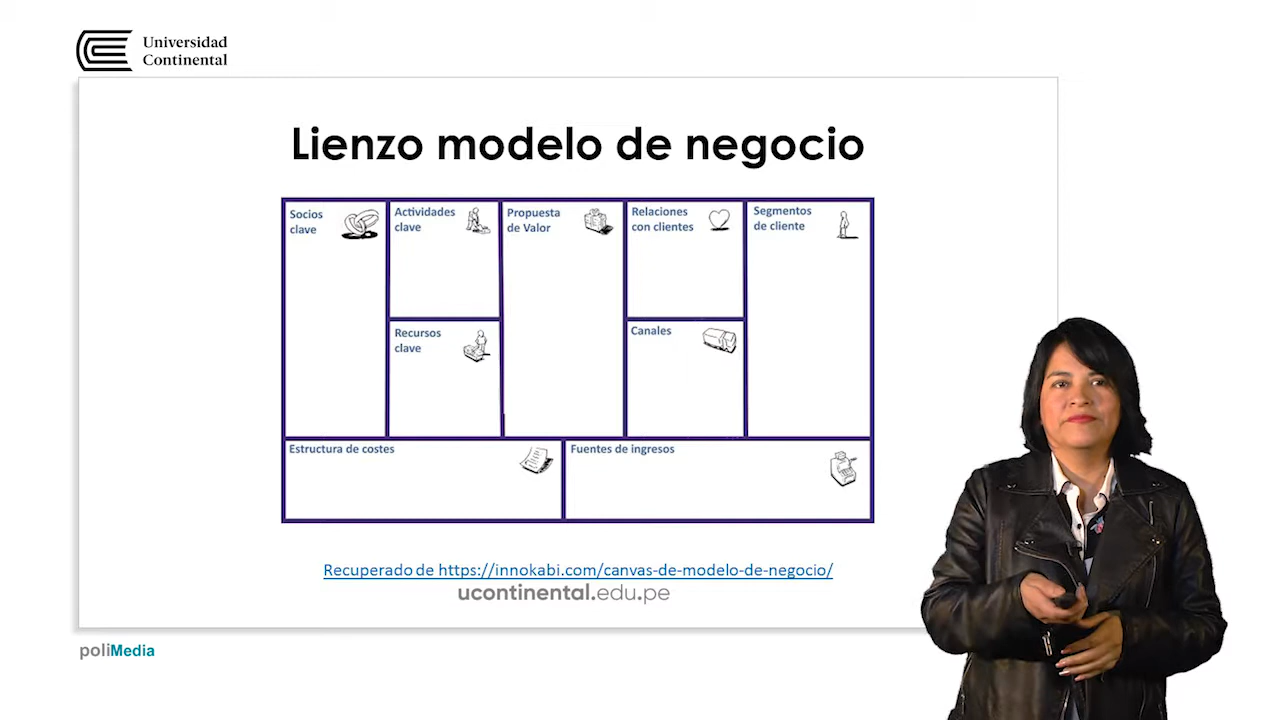 Universidad
Continental
Lienzo modelo de negocio
Socios
clave
Actividades
clave
Propuesta
de Valor
Relaciones
con clientes
Segmentos
de cliente
Recursos
clave
Canales
Estructura de costes
Fuentes de ingresos
Recuperado de https://innokabi.com/canvas-de-modelo-de-negocio/
ucontinental.edu.pe
poliMedia